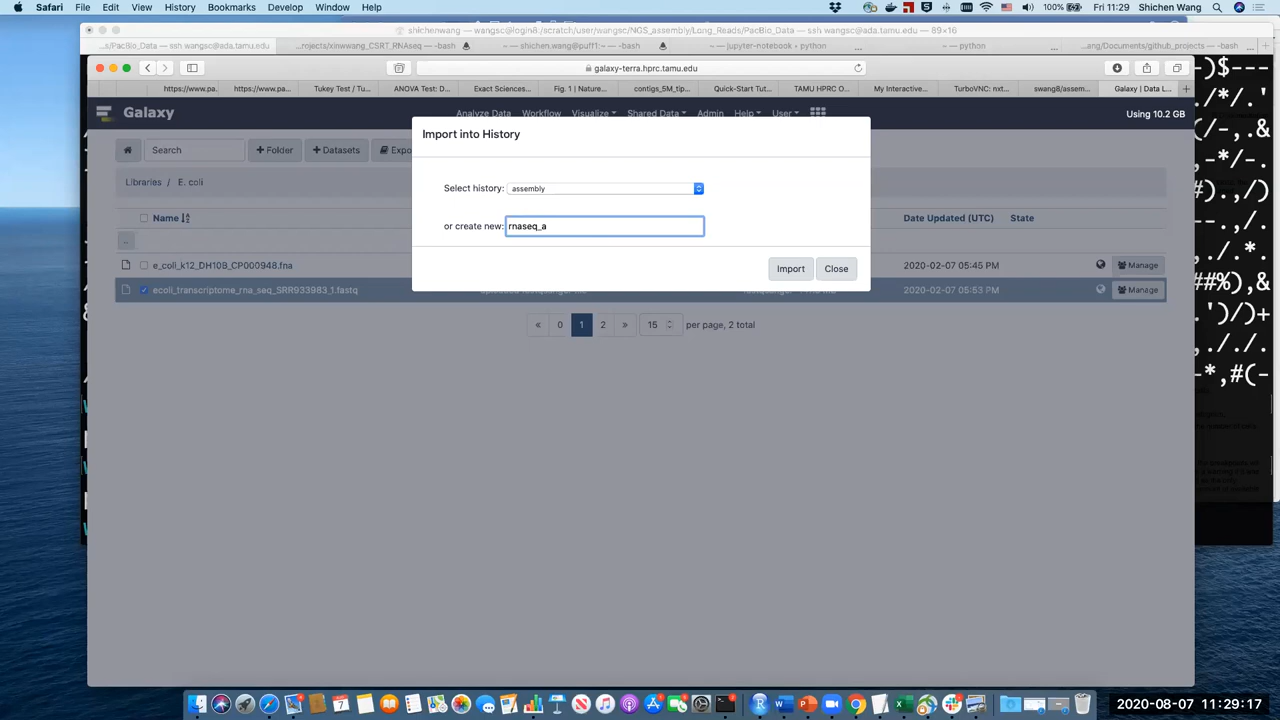 Safari File Edit View History Bookmarks Develop Window Help Fri 11:29 Shichen Wang
shichenwang — wangsc@login8:/scratch/user/wangsc/NGS_assembly/Long_Reads/PacBio_Data — ssh wangsc@ada.tamu.edu — 89×16
...s/PacBio_Data — ssh wangsc@ada.tamu.edu ...rojects/xinwwang_CSRT_RNAseq — -bash ~ — shichen.wang@puff1:~ — -bash ~ — jupyter-notebook ◂ python ~ — python ...ang/Documents/github_projects — -bash
galaxy-terra.hprc.tamu.edu
https://www.pa... https://www.pa... Tukey Test / Tu... ANOVA Test: D... Exact Sciences... Fig. 1 | Nature... contigs_5M_tip... Quick-Start Tut... TAMU HPRC O... My Interactive... TurboVNC: nxt... swang8/assem... Galaxy | Data L...
Galaxy Analyze Data Workflow Visualize Shared Data Admin Help User Using 10.2 GB
Search + Folder + Datasets Expo
Libraries / E. coli
Name Date Updated (UTC) State
..
e_coli_k12_DH10B_CP000948.fna 2020-02-07 05:45 PM Manage
ecoli_transcriptome_rna_seq_SRR933983_1.fastq 2020-02-07 05:53 PM Manage
« 0 1 2 » 15 per page, 2 total
Import into History
Select history: assembly
or create new: rnaseq_a
Import Close
-)$---
./*/.'
(/-,.&
,-*/-.
)./),/
##%),&
.')/)+
.,././.
-*,#(-
2020-08-07 11:29:17